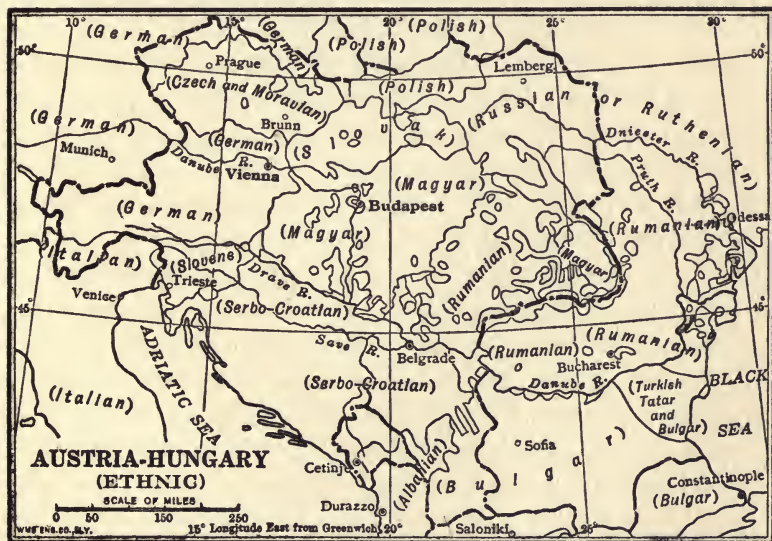 10° 15° 20° 25° 30°
(German) (German) (German) (Polish) (Polish)
50° 50°
Prague (Polish) Lemberg
(Czech and Moravian) (Russian or Ruthenian)
Brunn
(German) (German) (Slovak) Dniester R.
Munich Danube R. Vienna Pruth R.
(Magyar)
Budapest
(German) (Magyar) (Rumanian) Odessa
(Italian) (Slovene) Drave R. (Rumanian) Magyar
Trieste
Venice (Serbo-Croatian)
45° 45°
Save R. Belgrade (Rumanian) (Rumanian)
Bucharest
ADRIATIC SEA (Serbo-Croatian) Danube R. BLACK SEA
(Italian) (Turkish
Tatar
and
Bulgar)
Sofia
AUSTRIA-HUNGARY
(ETHNIC)
SCALE OF MILES
0 50 150 250
Cetinje (Albanian) (Bulgar) Constantinople
(Bulgar)
Durazzo
Saloniki
WMS ENG. CO., N.Y. 15° Longitude East from Greenwich 20° 25°